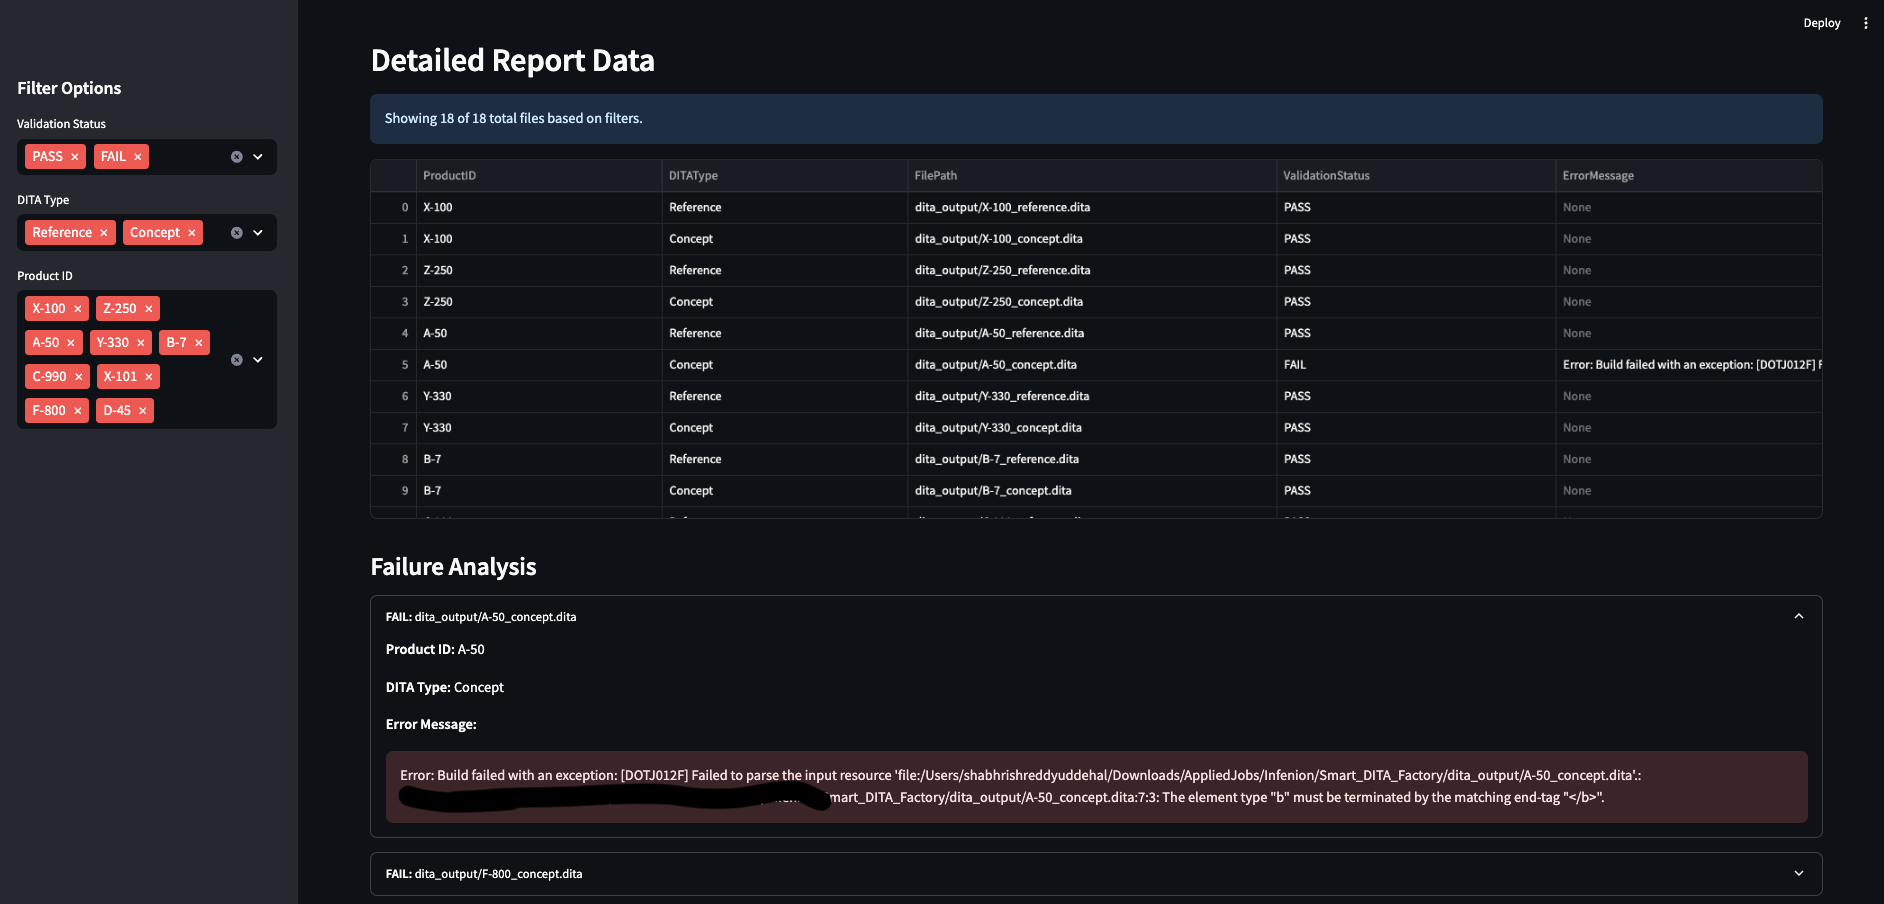 Deploy
Filter Options
Validation Status
PASS × FAIL ×
DITA Type
Reference × Concept ×
Product ID
X-100 × Z-250 ×
A-50 × Y-330 × B-7 ×
C-990 × X-101 ×
F-800 × D-45 ×
Detailed Report Data
Showing 18 of 18 total files based on filters.
ProductID DITAType FilePath ValidationStatus ErrorMessage
0 X-100 Reference dita_output/X-100_reference.dita PASS None
1 X-100 Concept dita_output/X-100_concept.dita PASS None
2 Z-250 Reference dita_output/Z-250_reference.dita PASS None
3 Z-250 Concept dita_output/Z-250_concept.dita PASS None
4 A-50 Reference dita_output/A-50_reference.dita PASS None
5 A-50 Concept dita_output/A-50_concept.dita FAIL Error: Build failed with an exception: [DOTJ012F]
6 Y-330 Reference dita_output/Y-330_reference.dita PASS None
7 Y-330 Concept dita_output/Y-330_concept.dita PASS None
8 B-7 Reference dita_output/B-7_reference.dita PASS None
9 B-7 Concept dita_output/B-7_concept.dita PASS None
Failure Analysis
FAIL: dita_output/A-50_concept.dita
Product ID: A-50
DITA Type: Concept
Error Message:
Error: Build failed with an exception: [DOTJ012F] Failed to parse the input resource 'file:/Users/shabhrishreddyuddehal/Downloads/AppliedJobs/Infenion/Smart_DITA_Factory/dita_output/A-50_concept.dita'.:
mart_DITA_Factory/dita_output/A-50_concept.dita:7:3: The element type "b" must be terminated by the matching end-tag "</b>".
FAIL: dita_output/F-800_concept.dita